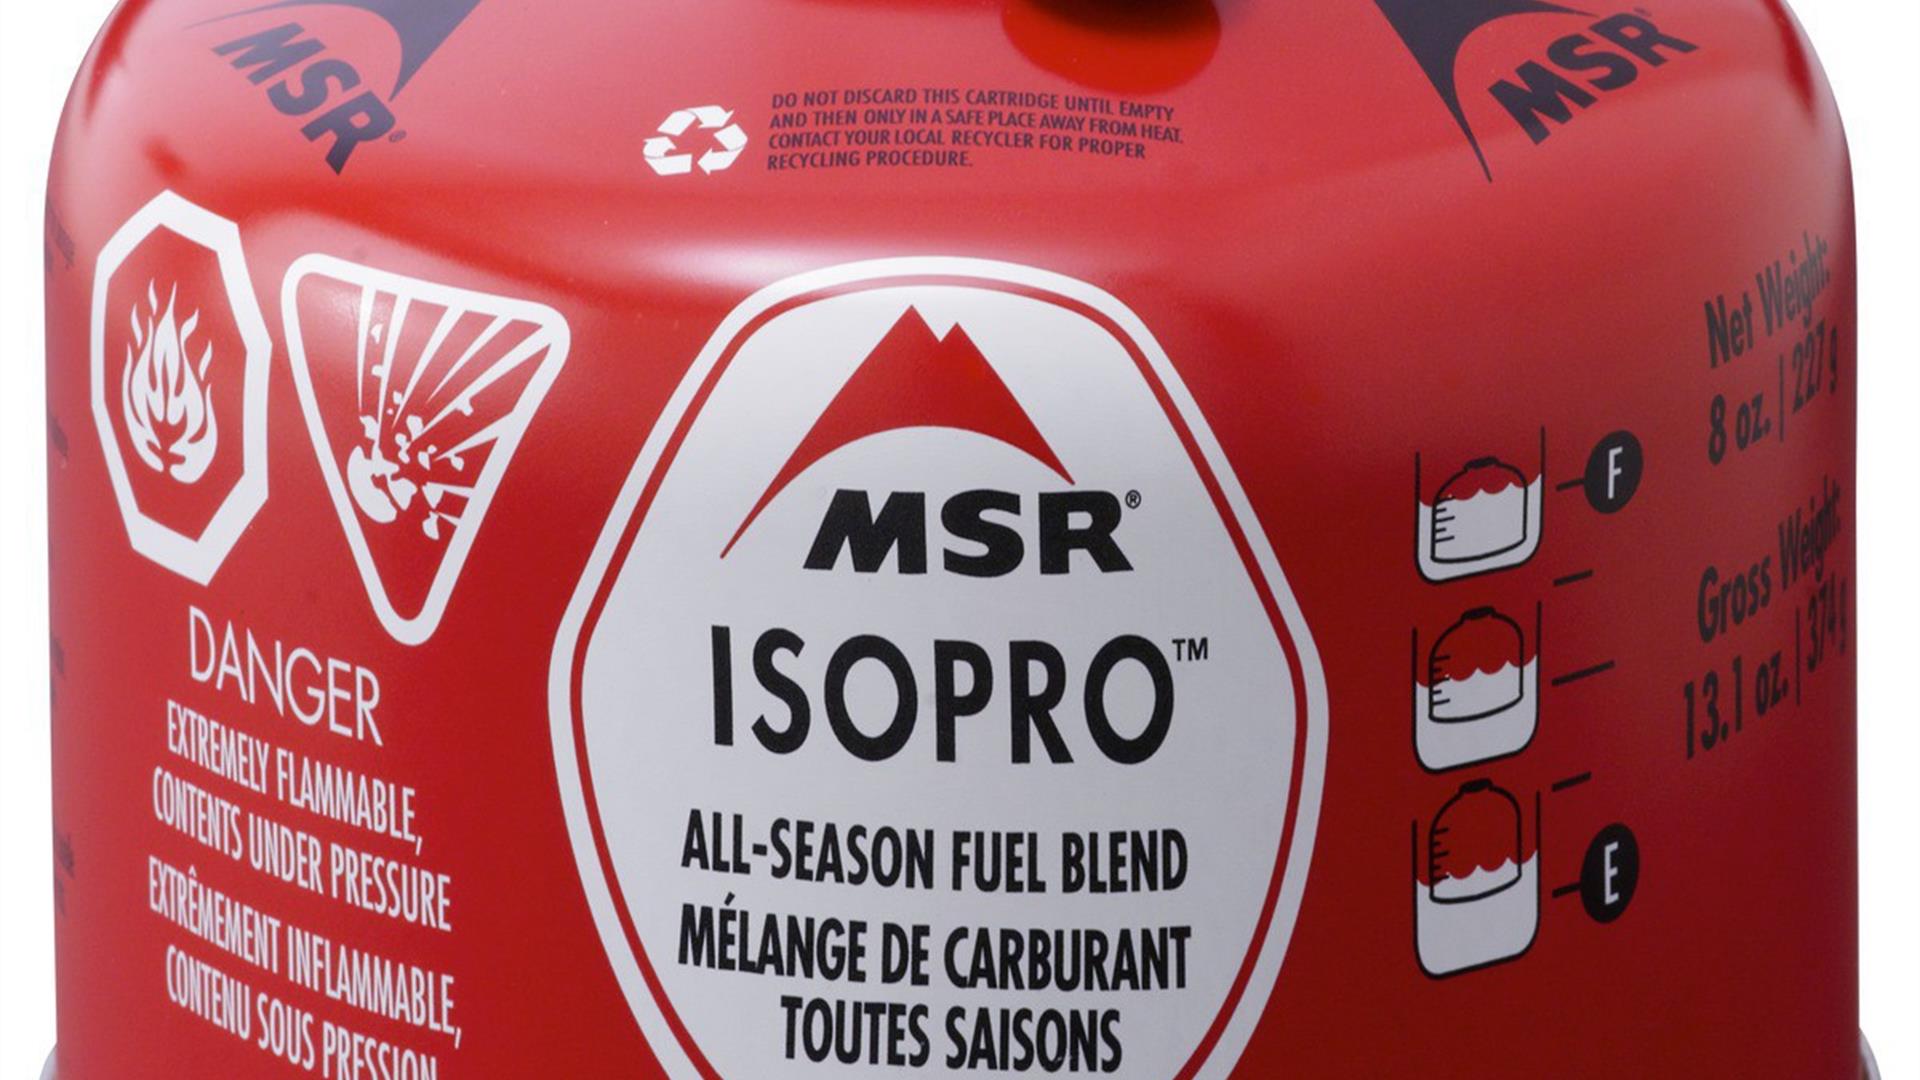 MSR®
MSR®
DO NOT DISCARD THIS CARTRIDGE UNTIL EMPTY
AND THEN ONLY IN A SAFE PLACE AWAY FROM HEAT.
CONTACT YOUR LOCAL RECYCLER FOR PROPER
RECYCLING PROCEDURE.
DANGER
EXTREMELY FLAMMABLE,
CONTENTS UNDER PRESSURE
EXTRÊMEMENT INFLAMMABLE,
CONTENU SOUS PRESSION
MSR®
ISOPRO™
ALL-SEASON FUEL BLEND
MÉLANGE DE CARBURANT
TOUTES SAISONS
F
E
Net Weight:
8 oz. | 227 g
Gross Weight:
13.1 oz. | 374 g